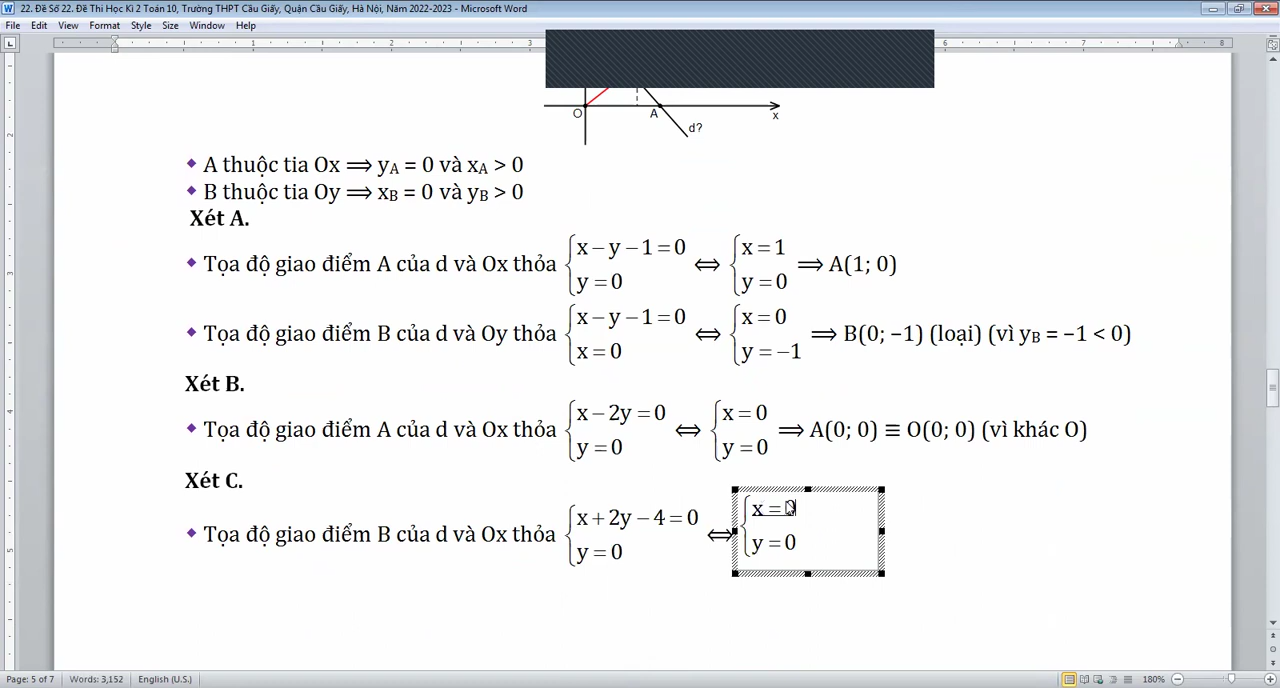 22. Đề Số 22. Đề Thi Học Kì 2 Toán 10, Trường THPT Cầu Giấy, Quận Cầu Giấy, Hà Nội, Năm 2022-2023 - Microsoft Word
File Edit View Format Style Size Window Help
1 2 3 6 7 8
O A x
d?
A thuộc tia Ox ⟹ yA = 0 và xA > 0
B thuộc tia Oy ⟹ xB = 0 và yB > 0
Xét A.
Tọa độ giao điểm A của d và Ox thỏa {x − y − 1 = 0 ; y = 0 ⇔ {x = 1 ; y = 0 ⟹ A(1; 0)
Tọa độ giao điểm B của d và Oy thỏa {x − y − 1 = 0 ; x = 0 ⇔ {x = 0 ; y = −1 ⟹ B(0; −1) (loại) (vì yB = −1 < 0)
Xét B.
Tọa độ giao điểm A của d và Ox thỏa {x − 2y = 0 ; y = 0 ⇔ {x = 0 ; y = 0 ⟹ A(0; 0) ≡ O(0; 0) (vì khác O)
Xét C.
Tọa độ giao điểm B của d và Ox thỏa {x + 2y − 4 = 0 ; y = 0 ⇔ {x = ; y = 0
Page: 5 of 7 Words: 3,152 English (U.S.) 180%